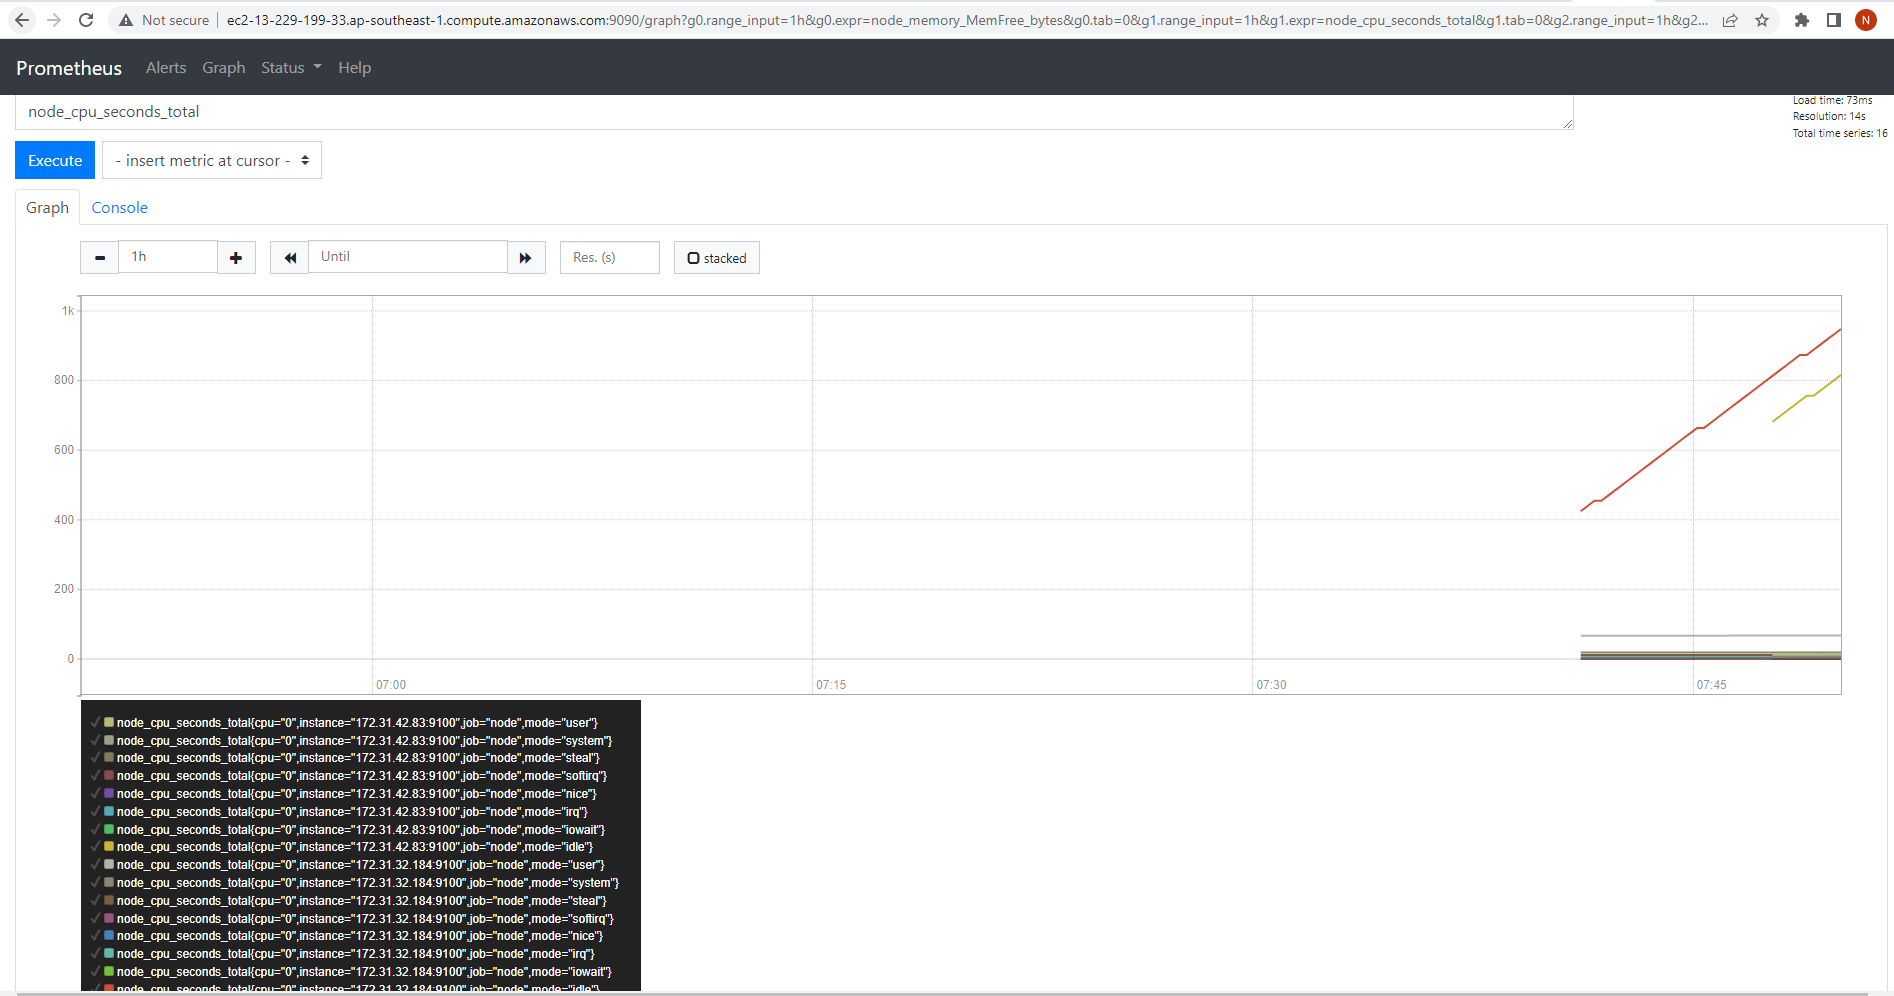 Not secure
ec2-13-229-199-33.ap-southeast-1.compute.amazonaws.com:9090/graph?g0.range_input=1h&g0.expr=node_memory_MemFree_bytes&g0.tab=0&g1.range_input=1h&g1.expr=node_cpu_seconds_total&g1.tab=0&g2.range_input=1h&g2...
N
Prometheus Alerts Graph Status Help
node_cpu_seconds_total
Load time: 73ms
Resolution: 14s
Total time series: 16
Execute - insert metric at cursor -
Graph Console
1h Until Res. (s) stacked
1k
800
600
400
200
0
07:00 07:15 07:30 07:45
node_cpu_seconds_total{cpu="0",instance="172.31.42.83:9100",job="node",mode="user"}
node_cpu_seconds_total{cpu="0",instance="172.31.42.83:9100",job="node",mode="system"}
node_cpu_seconds_total{cpu="0",instance="172.31.42.83:9100",job="node",mode="steal"}
node_cpu_seconds_total{cpu="0",instance="172.31.42.83:9100",job="node",mode="softirq"}
node_cpu_seconds_total{cpu="0",instance="172.31.42.83:9100",job="node",mode="nice"}
node_cpu_seconds_total{cpu="0",instance="172.31.42.83:9100",job="node",mode="irq"}
node_cpu_seconds_total{cpu="0",instance="172.31.42.83:9100",job="node",mode="iowait"}
node_cpu_seconds_total{cpu="0",instance="172.31.42.83:9100",job="node",mode="idle"}
node_cpu_seconds_total{cpu="0",instance="172.31.32.184:9100",job="node",mode="user"}
node_cpu_seconds_total{cpu="0",instance="172.31.32.184:9100",job="node",mode="system"}
node_cpu_seconds_total{cpu="0",instance="172.31.32.184:9100",job="node",mode="steal"}
node_cpu_seconds_total{cpu="0",instance="172.31.32.184:9100",job="node",mode="softirq"}
node_cpu_seconds_total{cpu="0",instance="172.31.32.184:9100",job="node",mode="nice"}
node_cpu_seconds_total{cpu="0",instance="172.31.32.184:9100",job="node",mode="irq"}
node_cpu_seconds_total{cpu="0",instance="172.31.32.184:9100",job="node",mode="iowait"}
node_cpu_seconds_total{cpu="0",instance="172.31.32.184:9100",job="node",mode="idle"}